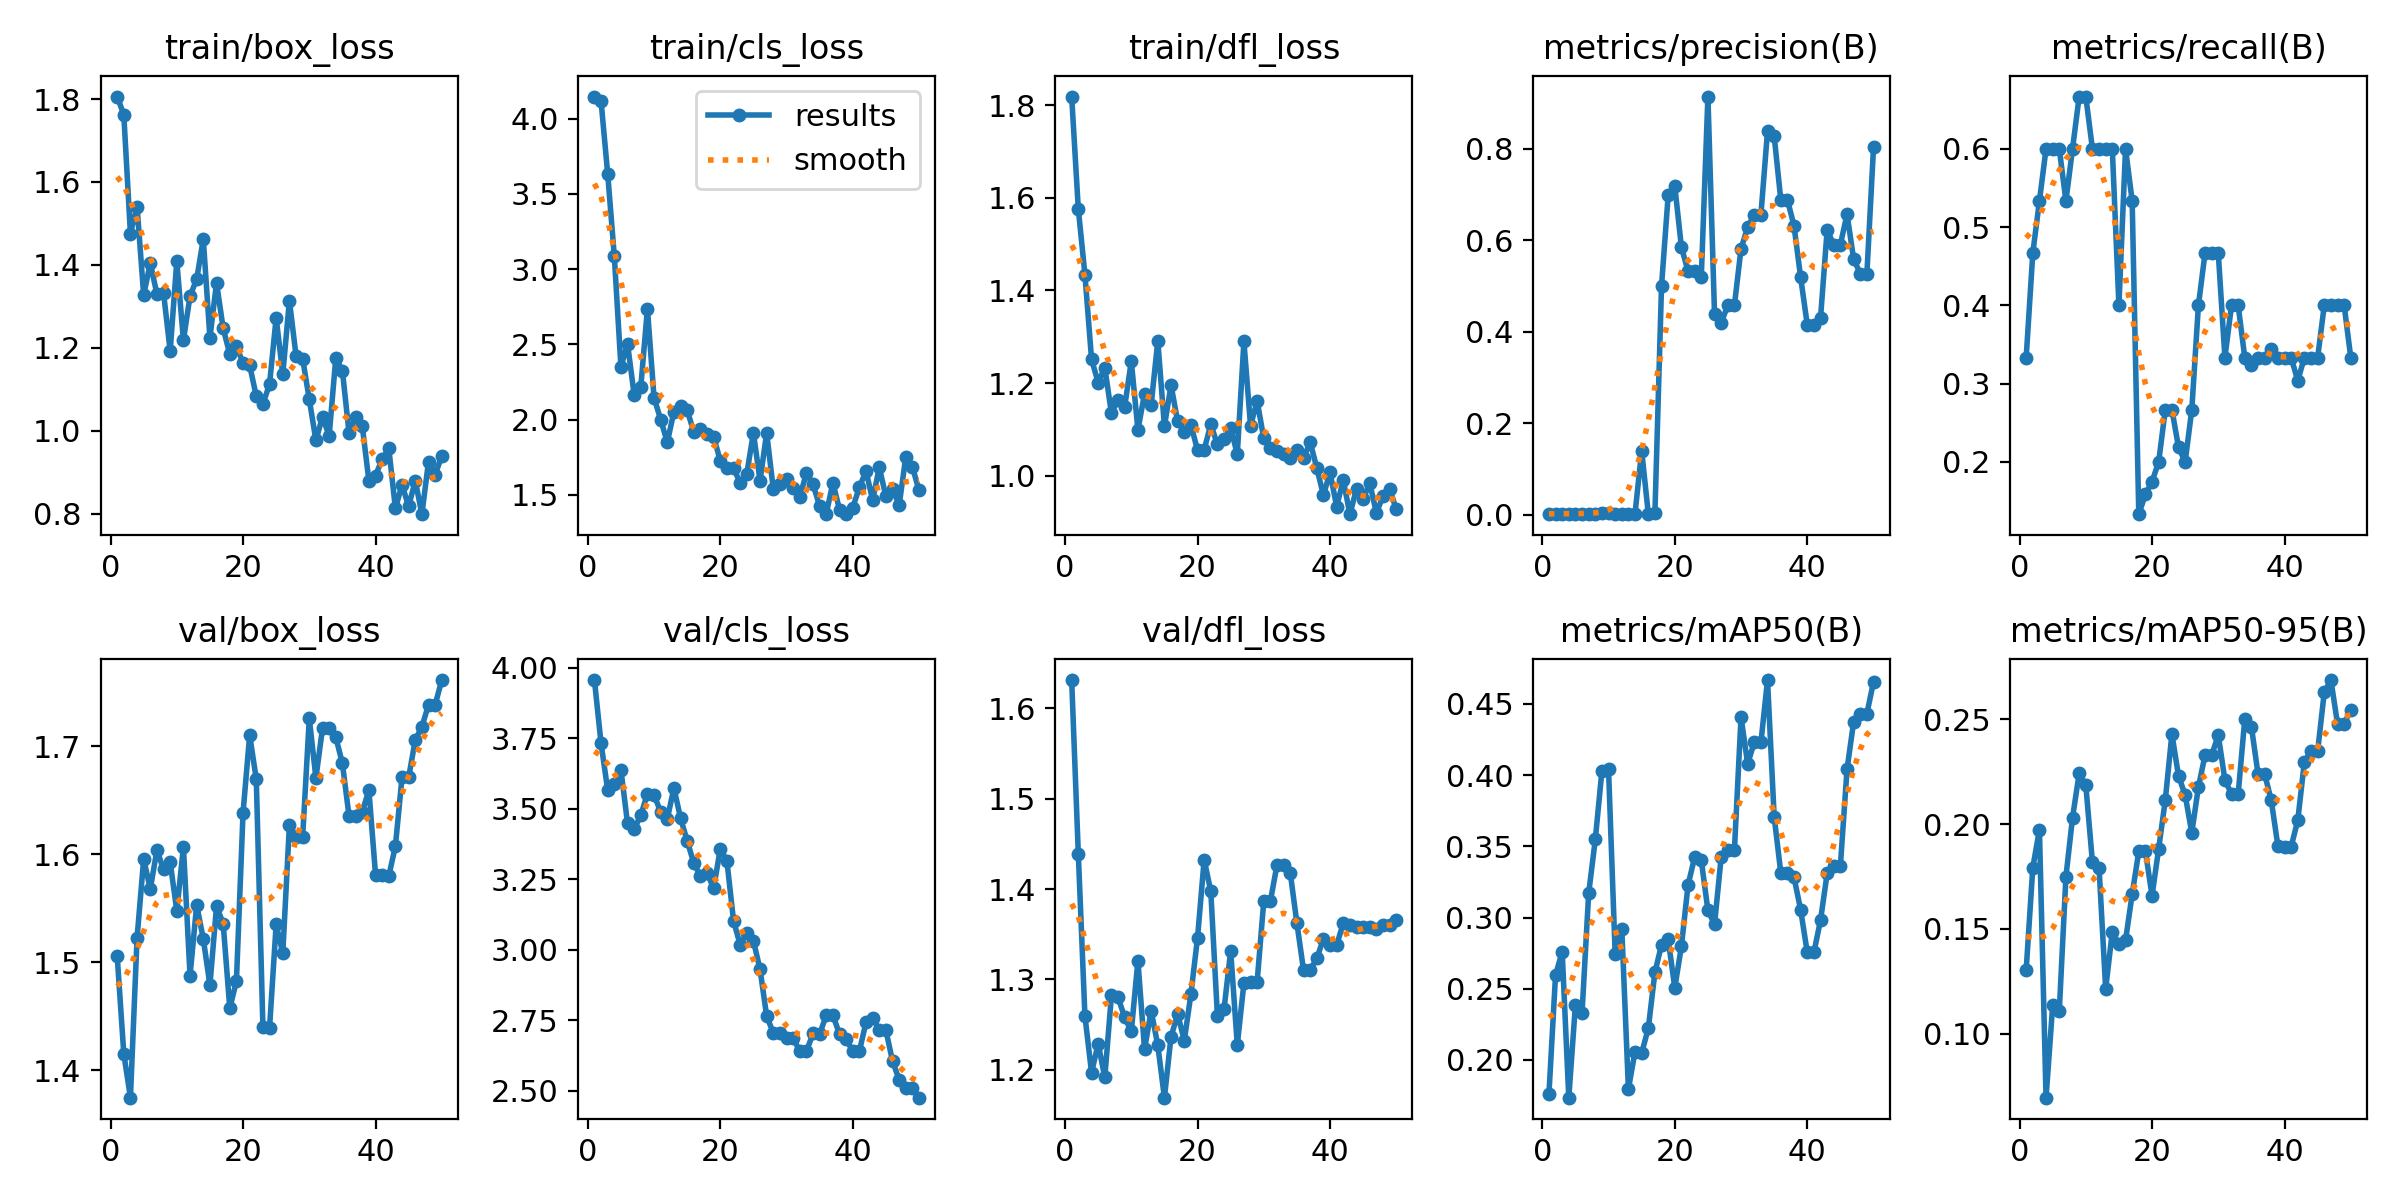 train/box_loss
1.8
1.6
1.4
1.2
1.0
0.8
0 20 40
train/cls_loss
results
smooth
4.0
3.5
3.0
2.5
2.0
1.5
0 20 40
train/dfl_loss
1.8
1.6
1.4
1.2
1.0
0 20 40
metrics/precision(B)
0.8
0.6
0.4
0.2
0.0
0 20 40
metrics/recall(B)
0.6
0.5
0.4
0.3
0.2
0 20 40
val/box_loss
1.7
1.6
1.5
1.4
0 20 40
val/cls_loss
4.00
3.75
3.50
3.25
3.00
2.75
2.50
0 20 40
val/dfl_loss
1.6
1.5
1.4
1.3
1.2
0 20 40
metrics/mAP50(B)
0.45
0.40
0.35
0.30
0.25
0.20
0 20 40
metrics/mAP50-95(B)
0.25
0.20
0.15
0.10
0 20 40